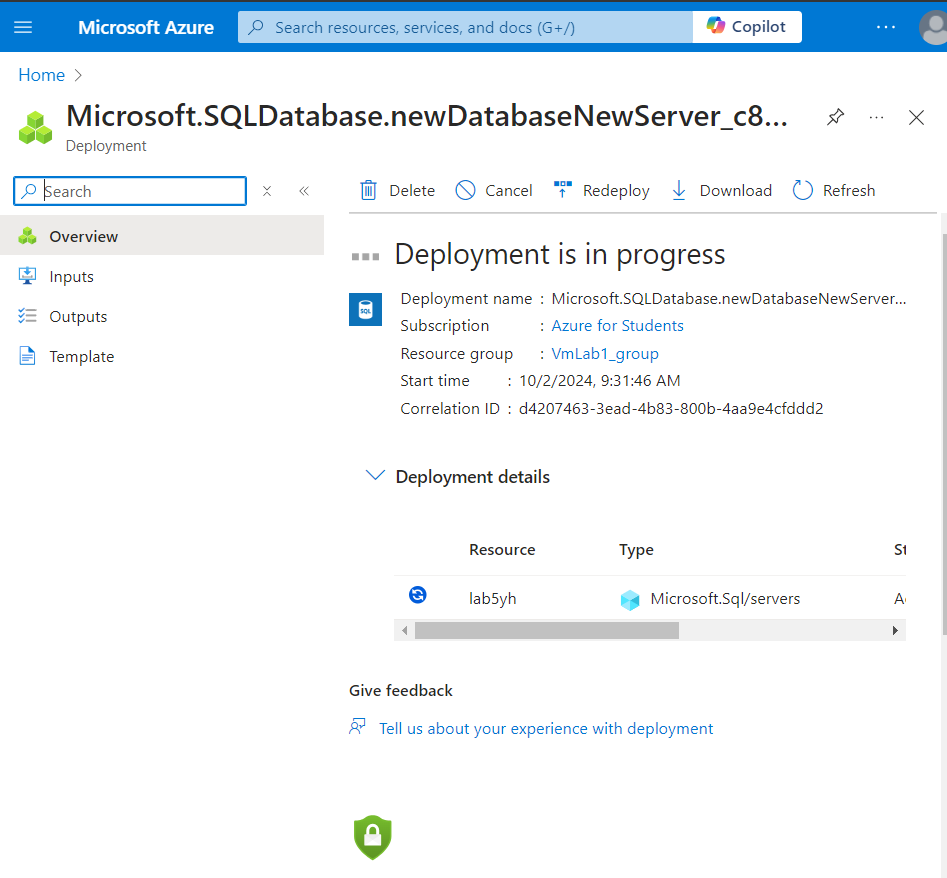 Microsoft Azure
Search resources, services, and docs (G+/)
Copilot
Home
Microsoft.SQLDatabase.newDatabaseNewServer_c8...
Deployment
Search
Delete Cancel Redeploy Download Refresh
Overview
Inputs
Outputs
Template
Deployment is in progress
SQL
Deployment name : Microsoft.SQLDatabase.newDatabaseNewServer...
Subscription : Azure for Students
Resource group : VmLab1_group
Start time : 10/2/2024, 9:31:46 AM
Correlation ID : d4207463-3ead-4b83-800b-4aa9e4cfddd2
Deployment details
Resource Type
lab5yh Microsoft.Sql/servers
Give feedback
Tell us about your experience with deployment